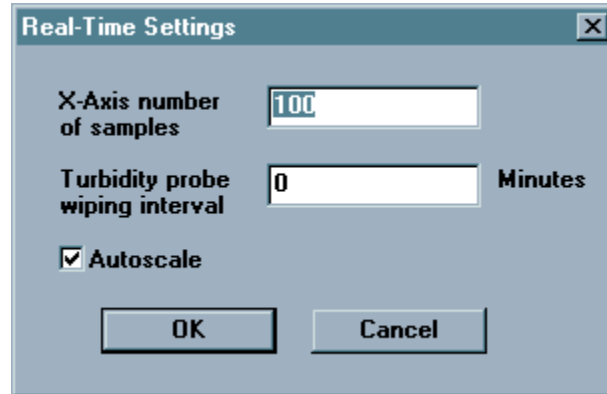 Real-Time Settings
X-Axis number
of samples
100
Turbidity probe
wiping interval
0
Minutes
Autoscale
OK
Cancel